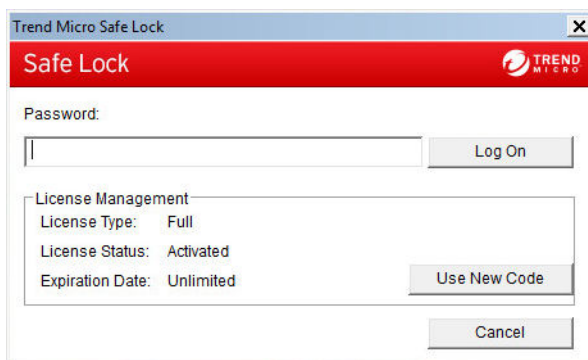 Trend Micro Safe Lock
Safe Lock
TREND
MICRO
Password:
Log On
License Management
License Type: Full
License Status: Activated
Expiration Date: Unlimited
Use New Code
Cancel